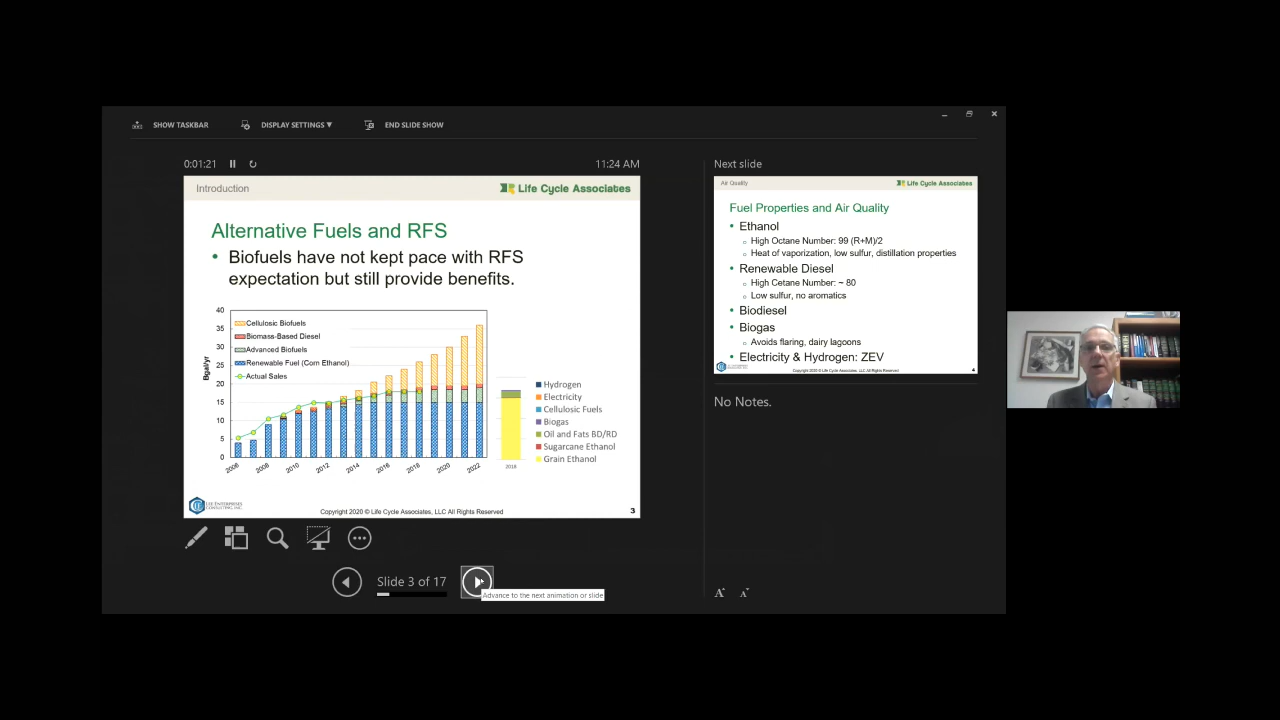 SHOW TASKBAR
DISPLAY SETTINGS ▼
END SLIDE SHOW
0:01:21
11:24 AM
Introduction
Life Cycle Associates
Alternative Fuels and RFS
• Biofuels have not kept pace with RFS
expectation but still provide benefits.
40
35
30
25
20
15
10
5
0
Bgal/yr
Cellulosic Biofuels
Biomass-Based Diesel
Advanced Biofuels
Renewable Fuel (Corn Ethanol)
Actual Sales
2006
2008
2010
2012
2014
2016
2018
2020
2022
2018
Hydrogen
Electricity
Cellulosic Fuels
Biogas
Oil and Fats BD/RD
Sugarcane Ethanol
Grain Ethanol
LEE ENTERPRISES
CONSULTING, INC.
Copyright 2020 © Life Cycle Associates, LLC All Rights Reserved
3
Slide 3 of 17
Advance to the next animation or slide
Next slide
Air Quality
Life Cycle Associates
Fuel Properties and Air Quality
• Ethanol
o High Octane Number: 99 (R+M)/2
o Heat of vaporization, low sulfur, distillation properties
• Renewable Diesel
o High Cetane Number: ~ 80
o Low sulfur, no aromatics
• Biodiesel
• Biogas
o Avoids flaring, dairy lagoons
• Electricity & Hydrogen: ZEV
Copyright 2020 © Life Cycle Associates, LLC All Rights Reserved
4
No Notes.
A
A